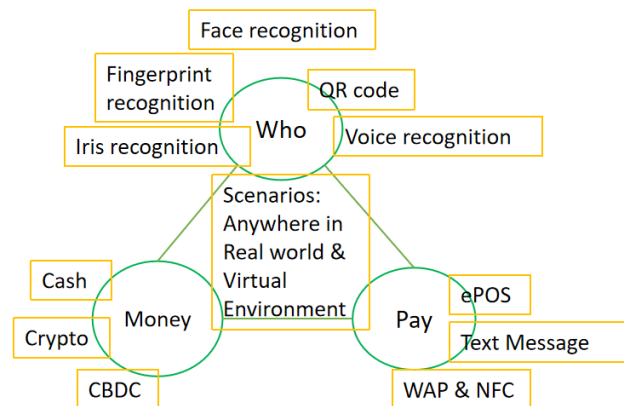 Face recognition
Fingerprint
recognition
QR code
Who
Voice recognition
Iris recognition
Scenarios:
Anywhere in
Real world &
Virtual
Environment
Cash
Money
Crypto
CBDC
ePOS
Pay
Text Message
WAP & NFC